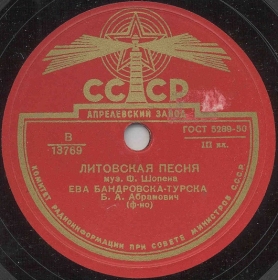 СССР
АПРЕЛЕВСКИЙ ЗАВОД
В
13769
ГОСТ 5289-50
III кл.
ЛИТОВСКАЯ ПЕСНЯ
муз. Ф. Шопена
ЕВА БАНДРОВСКА-ТУРСКА
Б. А. Абрамович
(ф-но)
КОМИТЕТ РАДИОИНФОРМАЦИИ ПРИ СОВЕТЕ МИНИСТРОВ СССР